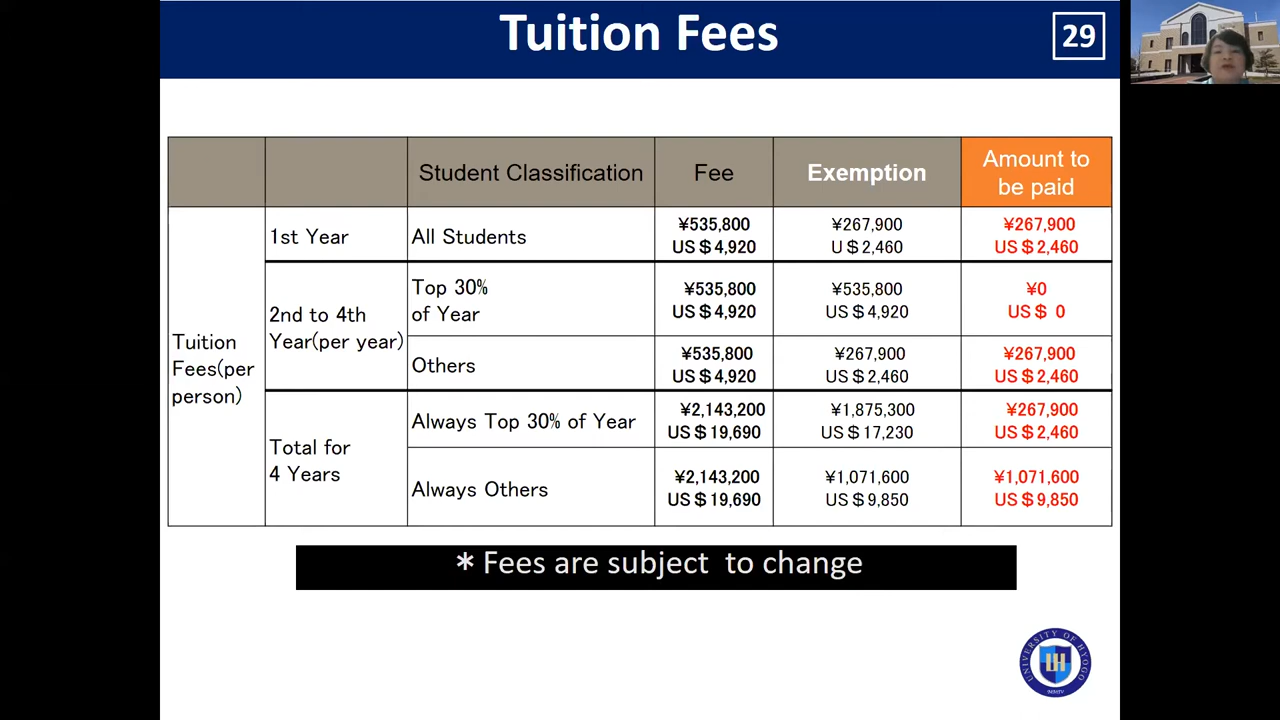 Tuition Fees
29
Student Classification
Fee
Exemption
Amount to
be paid
Tuition
Fees(per
person)
1st Year
All Students
¥535,800
US$4,920
¥267,900
U$2,460
¥267,900
US$2,460
2nd to 4th
Year(per year)
Top 30%
of Year
¥535,800
US$4,920
¥535,800
US$4,920
¥0
US$ 0
Others
¥535,800
US$4,920
¥267,900
US$2,460
¥267,900
US$2,460
Total for
4 Years
Always Top 30% of Year
¥2,143,200
US$19,690
¥1,875,300
US$17,230
¥267,900
US$2,460
Always Others
¥2,143,200
US$19,690
¥1,071,600
US$9,850
¥1,071,600
US$9,850
* Fees are subject to change
UNIVERSITY OF HYOGO
UH